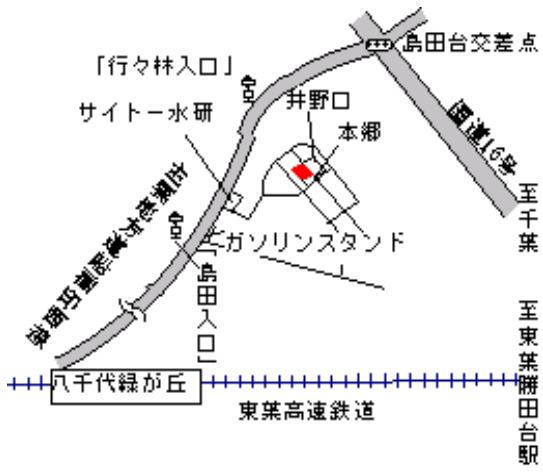 島田台交差点
「行々林入口」
井野口
サイトー水研
本郷
国道16号
至千葉
ガソリンスタンド
「島田入口」
至東葉勝田台駅
八千代緑が丘
東葉高速鉄道